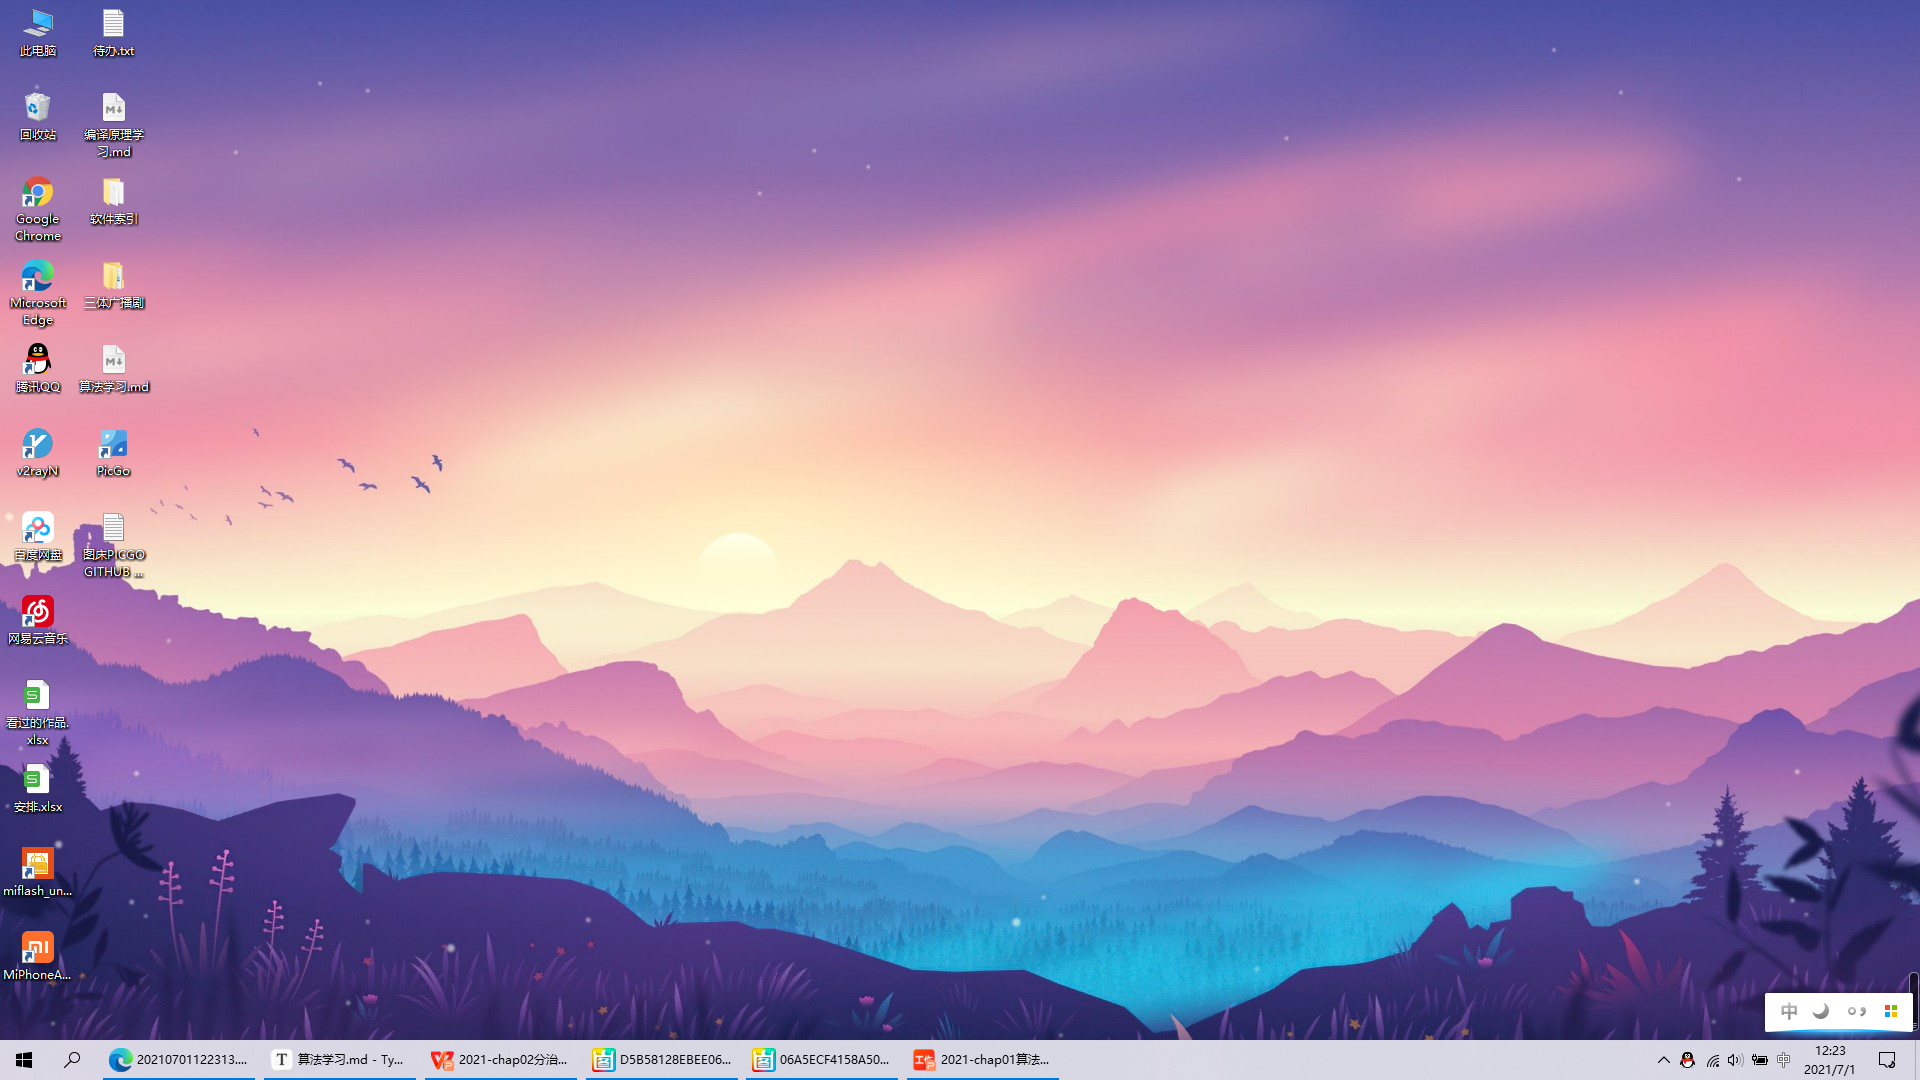 此电脑
待办.txt
回收站
编译原理学
习.md
Google
Chrome
软件索引
Microsoft
Edge
三体广播剧
腾讯QQ
算法学习.md
v2rayN
PicGo
百度网盘
图床PICGO
GITHUB ...
网易云音乐
看过的作品.
xlsx
安排.xlsx
miflash_un...
MiPhoneA...
中
20210701122313....
算法学习.md - Ty...
2021-chap02分治...
D5B58128EBEE06...
06A5ECF4158A50...
2021-chap01算法...
中
12:23
2021/7/1